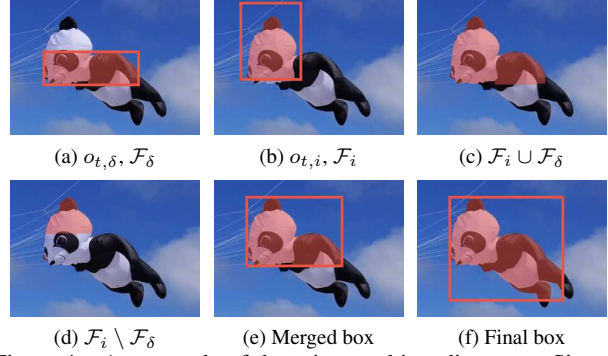 (a) o_{t,δ}, F_δ (b) o_{t,i}, F_i (c) F_i ∪ F_δ
(d) F_i \ F_δ (e) Merged box (f) Final box